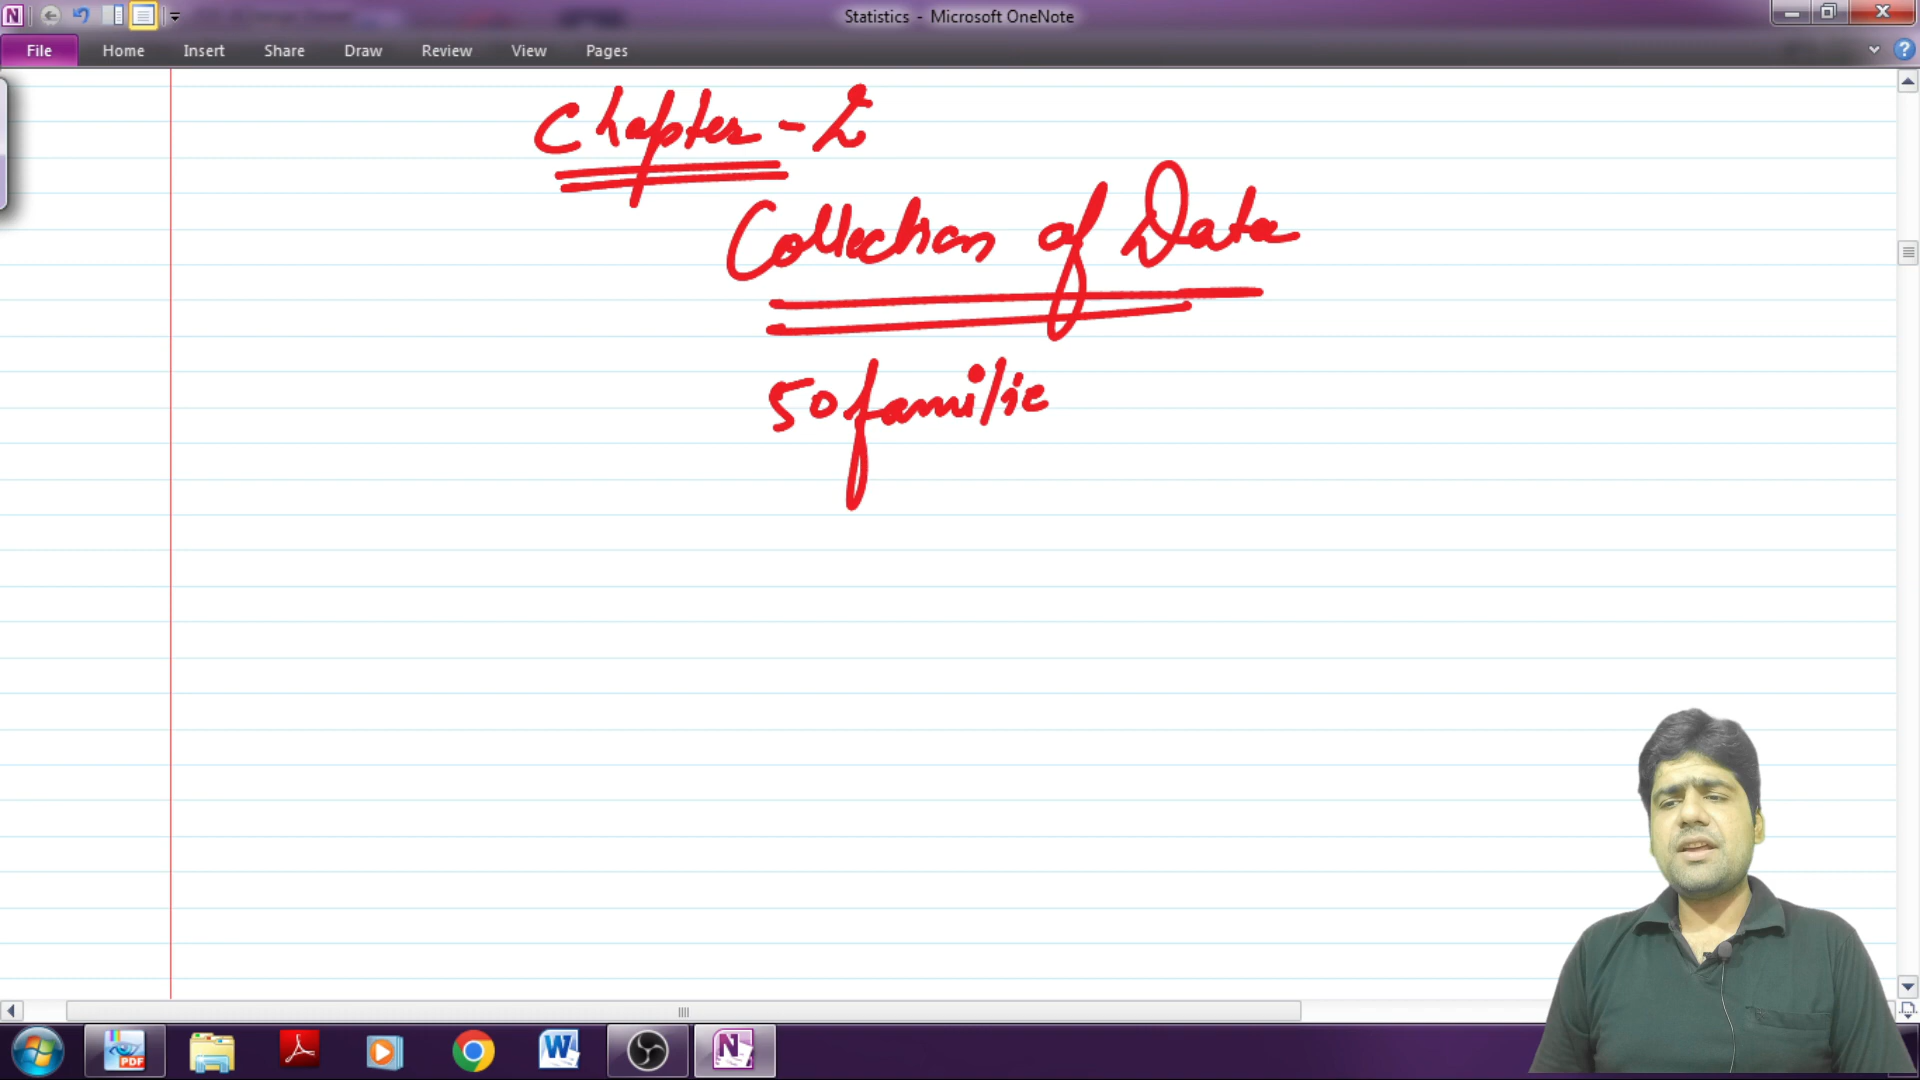 Statistics - Microsoft OneNote
File Home Insert Share Draw Review View Pages
Chapter - 2
Collection of Data
50 familie